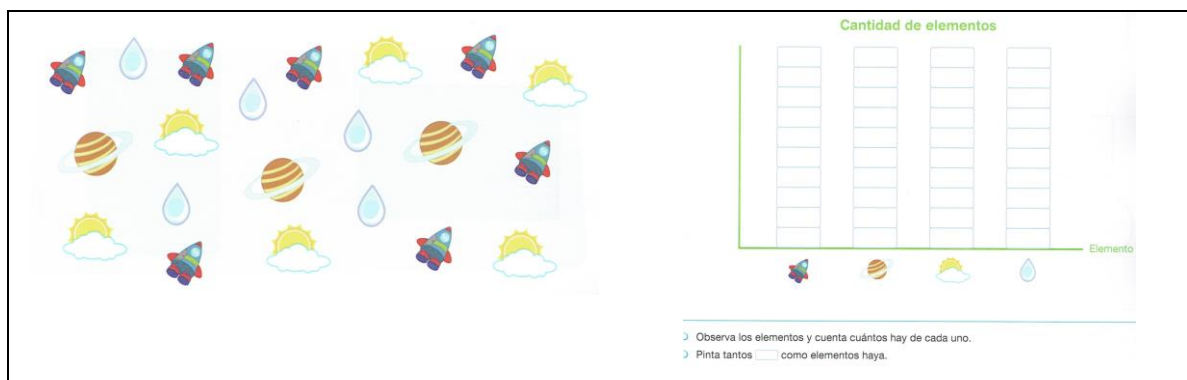 Cantidad de elementos
Elemento
Observa los elementos y cuenta cuántos hay de cada uno.
Pinta tantos como elementos haya.